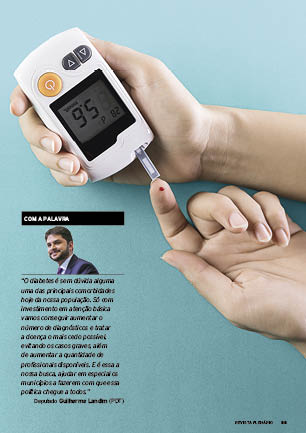 95
P 82
COM A PALAVRA
"O diabetes é sem dúvida alguma
uma das principais comorbidades
hoje da nossa população. Só com
investimento em atenção básica
vamos conseguir aumentar o
número de diagnósticos e tratar
a doença o mais cedo possível,
evitando os casos graves, além
de aumentar a quantidade de
profissionais disponíveis. E é essa a
nossa busca, ajudar em especial os
municípios a fazerem com que essa
política chegue a todos."
Deputado Guilherme Landim (PDT)
REVISTA PLENÁRIO